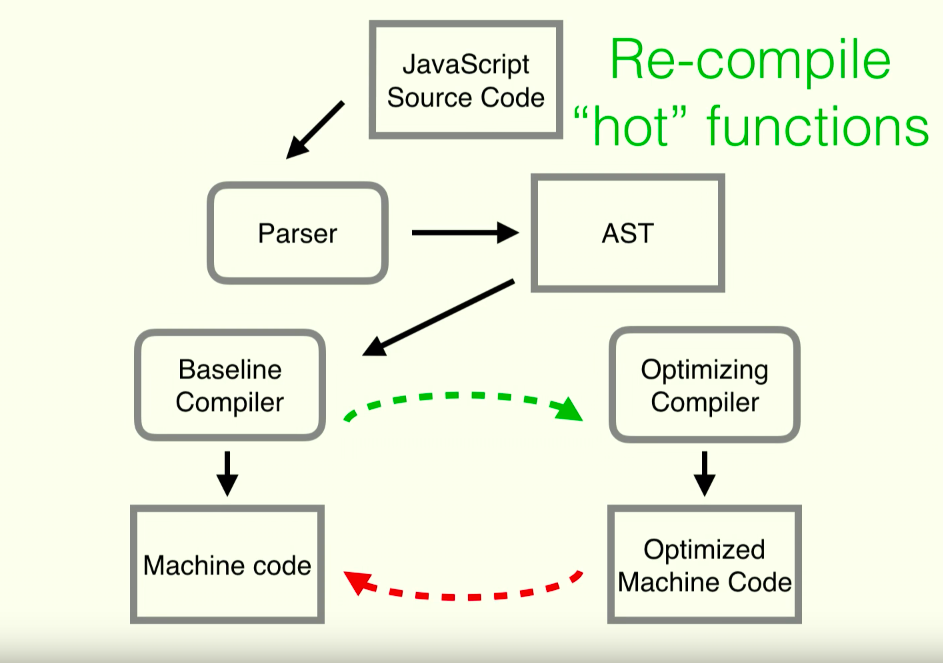 JavaScript
Source Code
Re-compile
“hot” functions
Parser
AST
Baseline
Compiler
Optimizing
Compiler
Machine code
Optimized
Machine Code